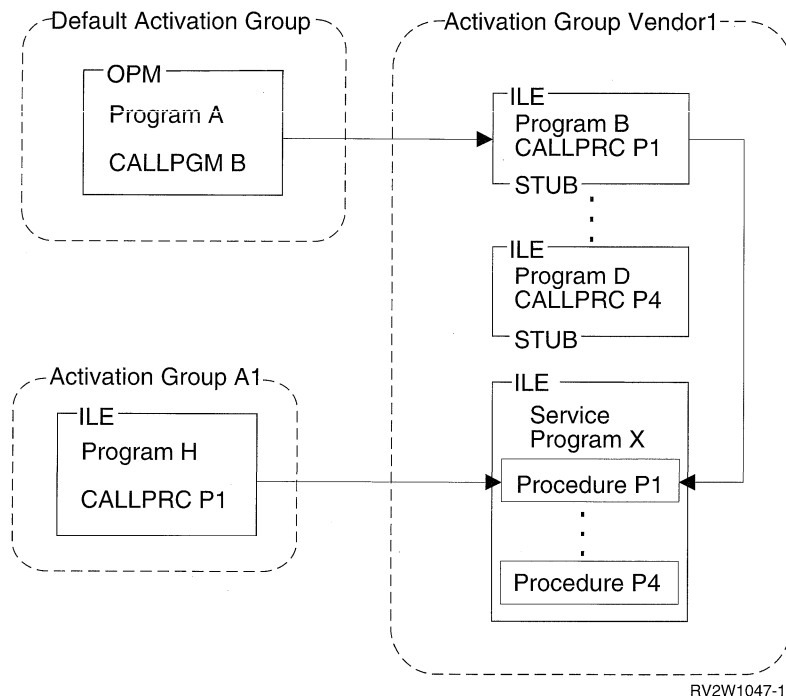 Default Activation Group
OPM
Program A
CALLPGM B
Activation Group Vendor1
ILE
Program B
CALLPRC P1
STUB
ILE
Program D
CALLPRC P4
STUB
Activation Group A1
ILE
Program H
CALLPRC P1
ILE
Service
Program X
Procedure P1
Procedure P4
RV2W1047-1